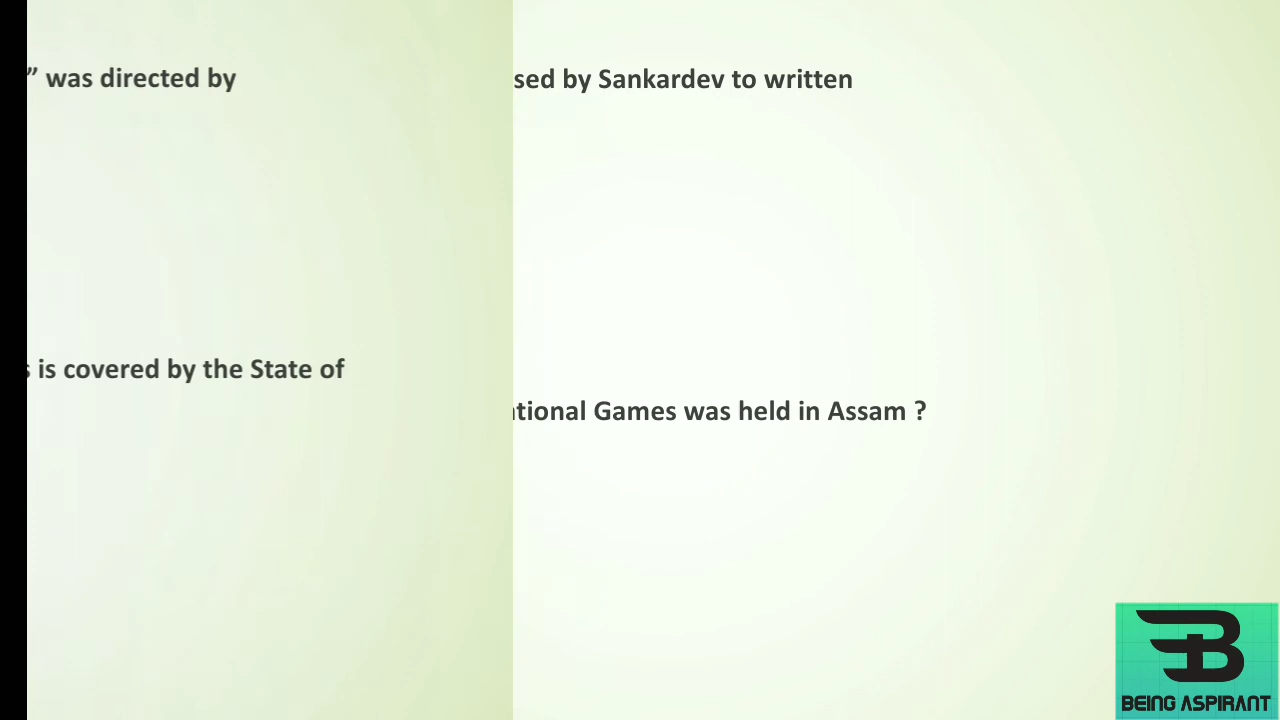 ” was directed by
sed by Sankardev to written
s is covered by the State of
tional Games was held in Assam ?
BEING ASPIRANT